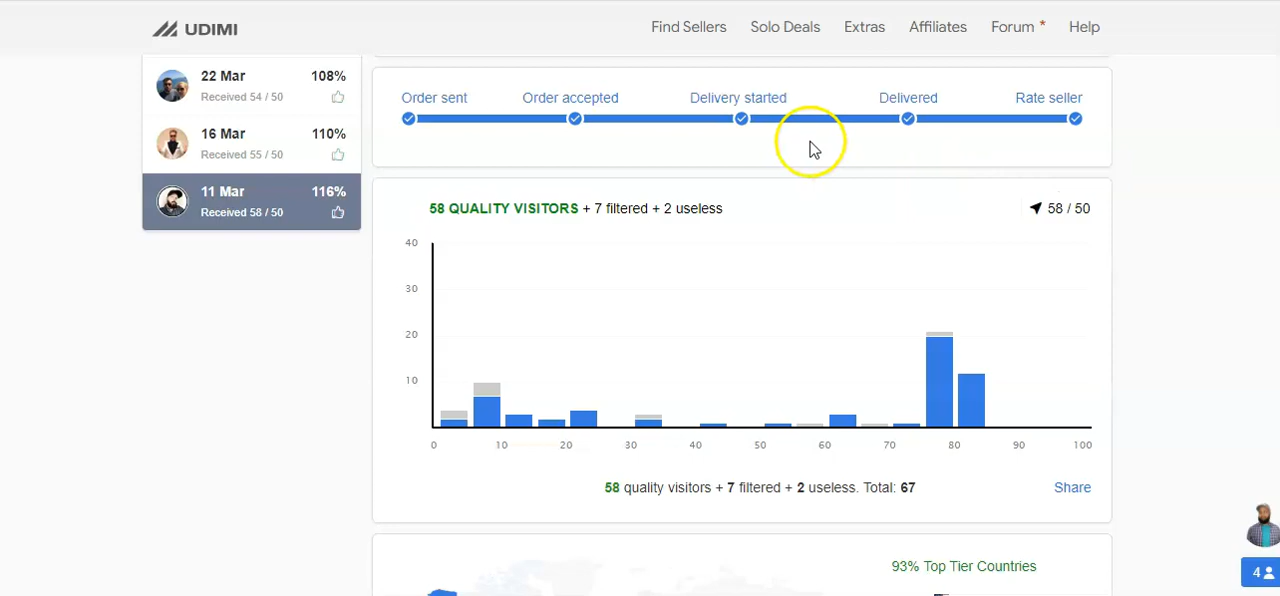 UDIMI
Find Sellers Solo Deals Extras Affiliates Forum * Help
22 Mar 108%
Received 54 / 50
16 Mar 110%
Received 55 / 50
11 Mar 116%
Received 58 / 50
Order sent Order accepted Delivery started Delivered Rate seller
58 QUALITY VISITORS + 7 filtered + 2 useless
58 / 50
40
30
20
10
0 10 20 30 40 50 60 70 80 90 100
58 quality visitors + 7 filtered + 2 useless. Total: 67
Share
93% Top Tier Countries
4